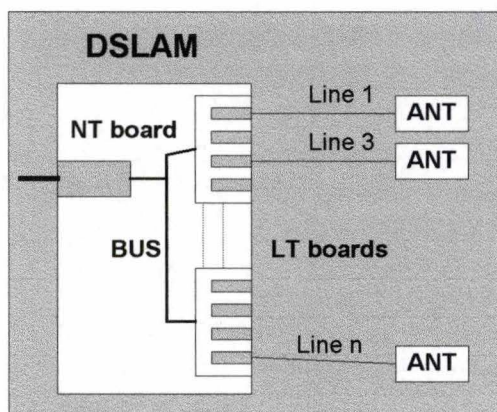 DSLAM
Line 1
ANT
NT board
Line 3
ANT
BUS
LT boards
Line n
ANT